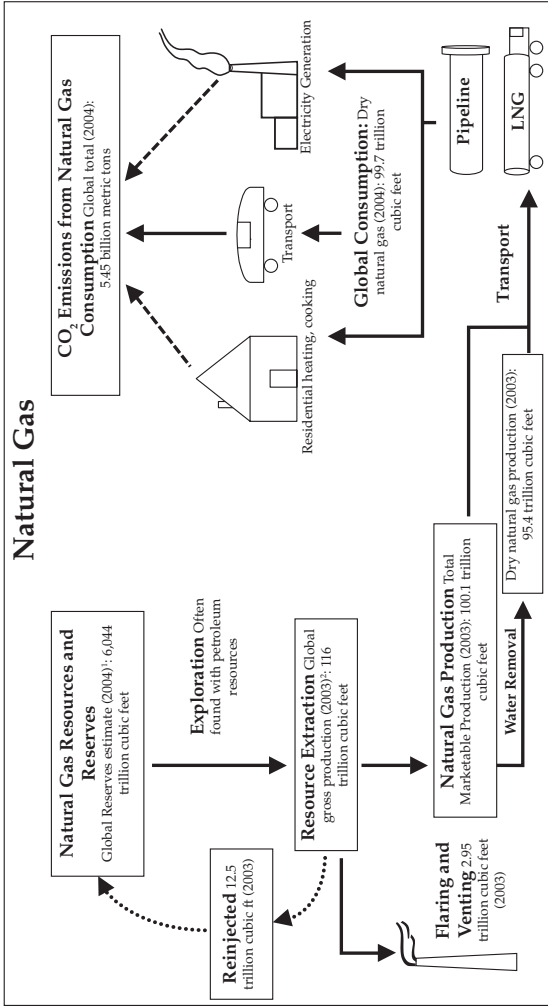 Natural Gas
Natural Gas Resources and
Reserves
Global Reserves estimate (2004)¹: 6,044
trillion cubic feet
Exploration Often
found with petroleum
resources
Reinjected 12.5
trillion cubic ft (2003)
Resource Extraction Global
gross production (2003)²: 116
trillion cubic feet
Flaring and
Venting 2.95
trillion cubic feet
(2003)
Natural Gas Production Total
Marketable Production (2003): 100.1 trillion
cubic feet
Water Removal
Dry natural gas production (2003):
95.4 trillion cubic feet
Transport
Pipeline
LNG
Global Consumption: Dry
natural gas (2004): 99.7 trillion
cubic feet
Residential heating, cooking
Transport
Electricity Generation
CO₂ Emissions from Natural Gas
Consumption Global total (2004):
5.45 billion metric tons